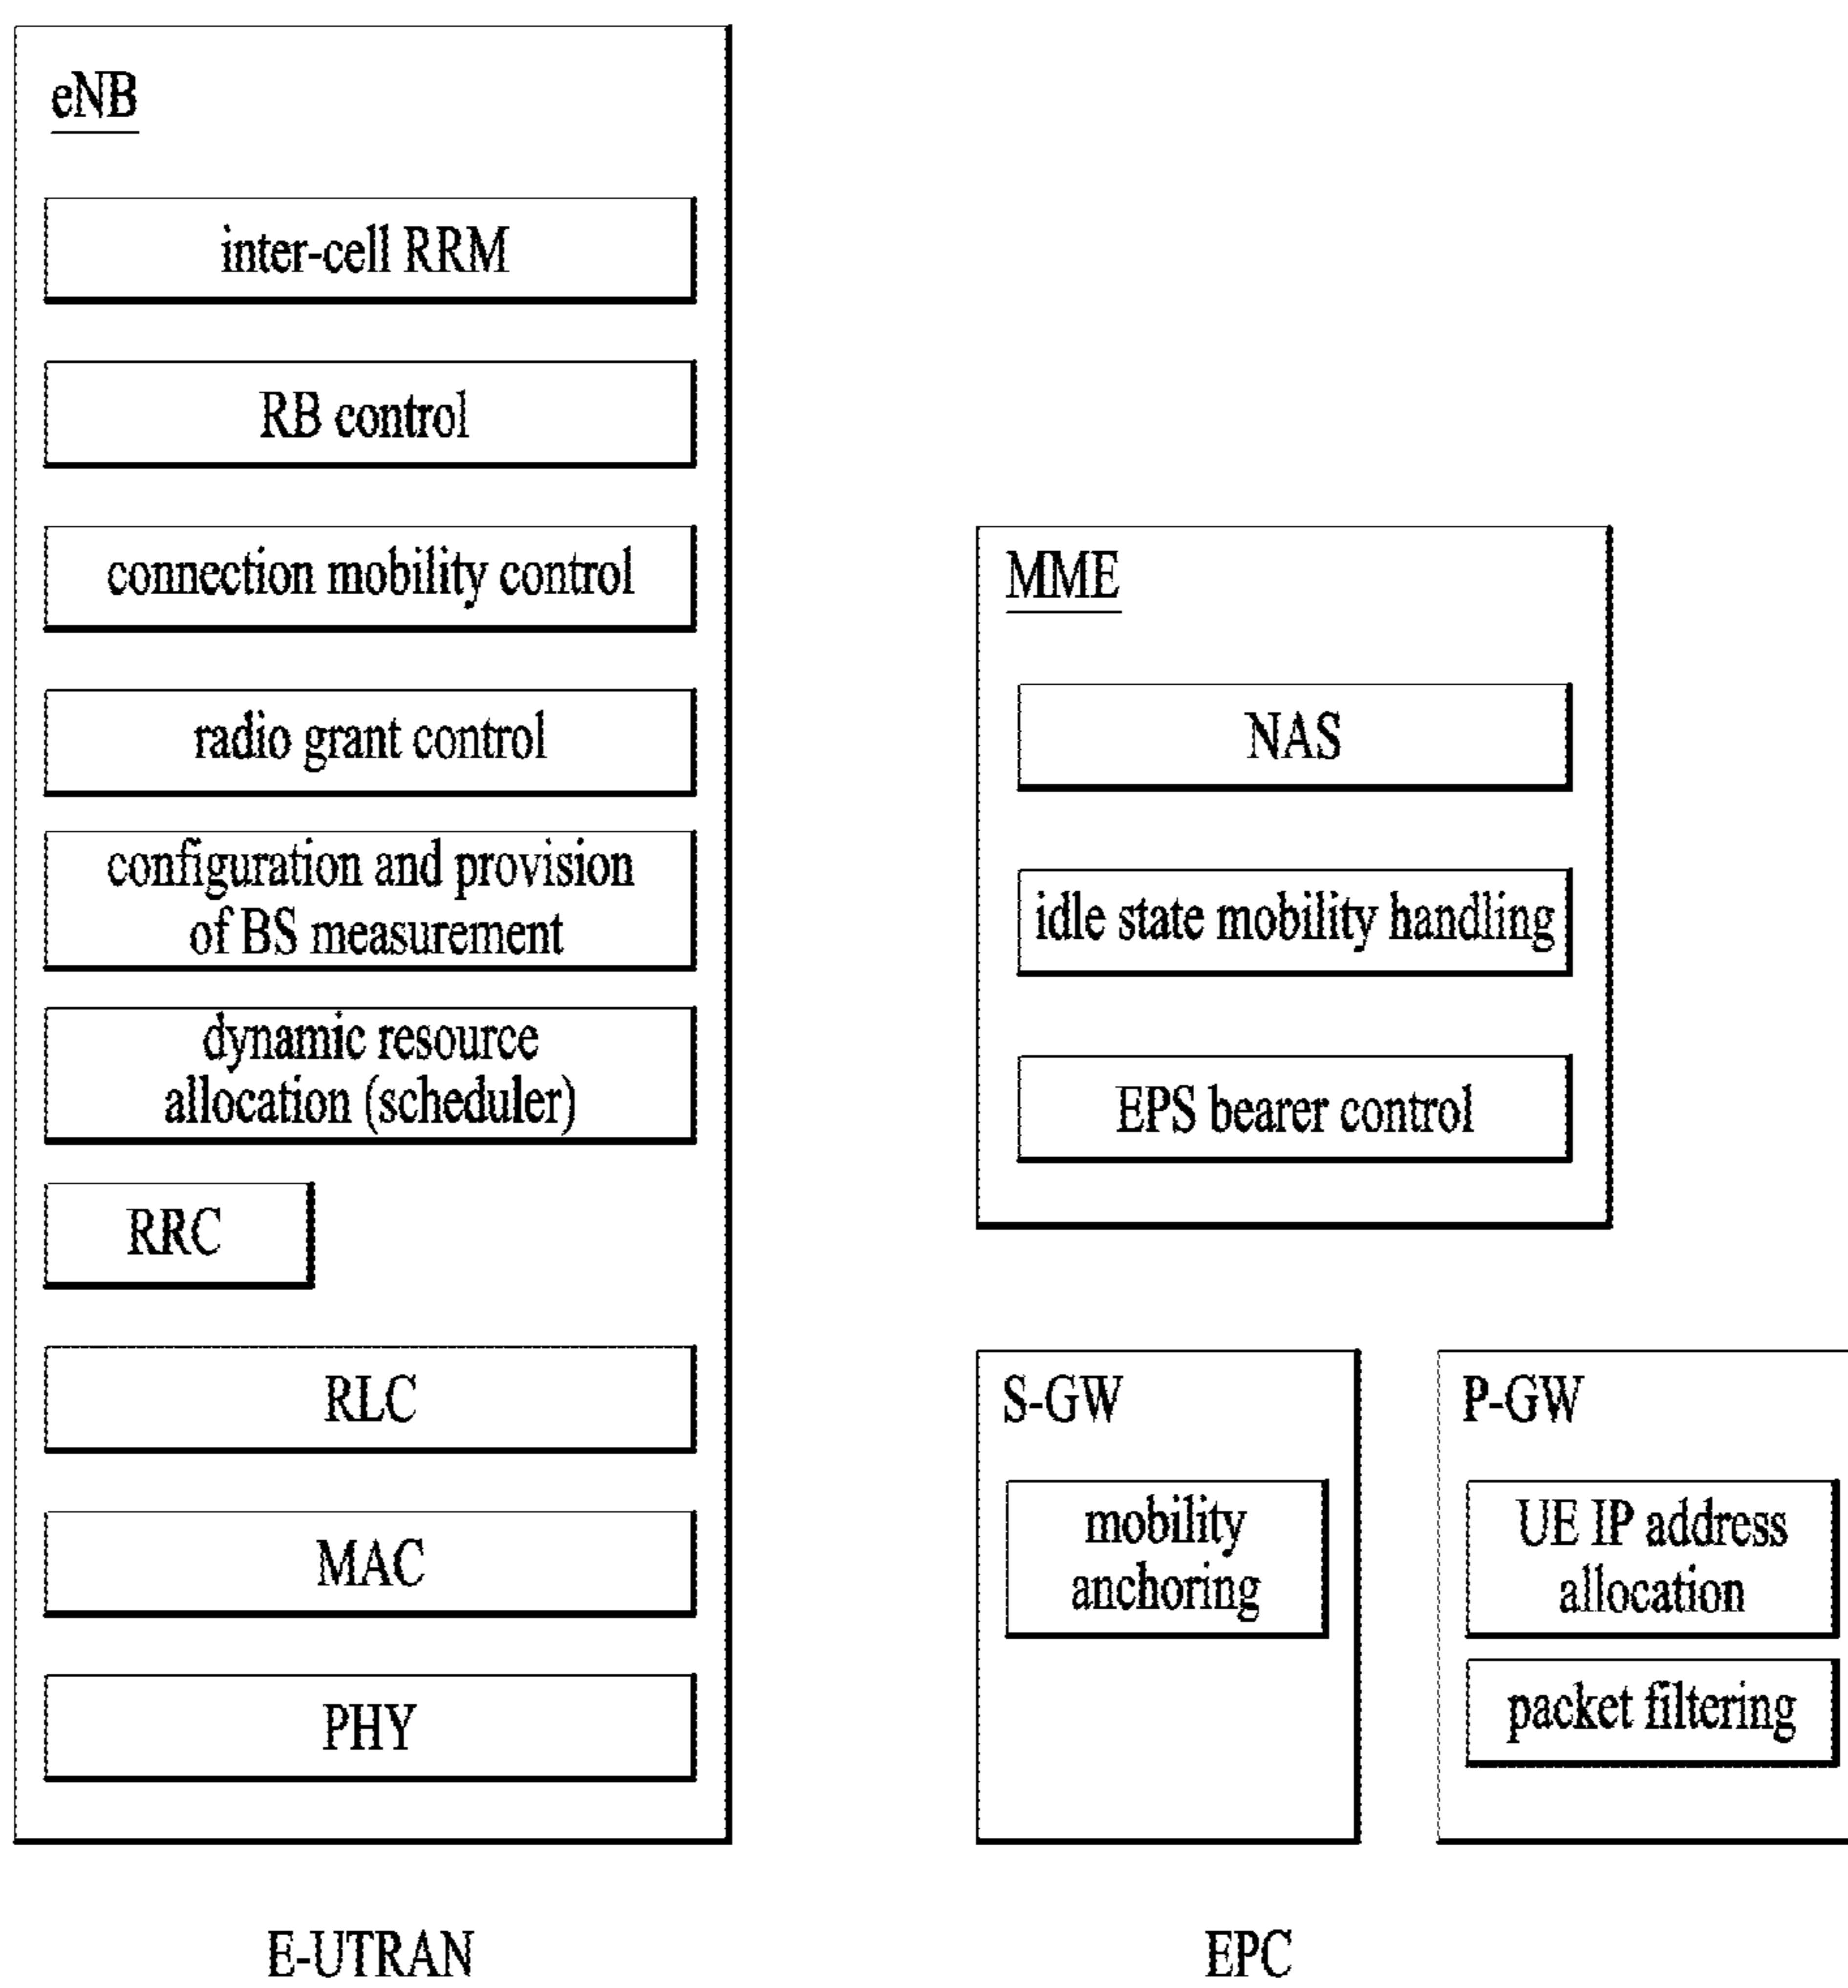 eNB
inter-cell RRM
RB control
connection mobility control
radio grant control
configuration and provision
of BS measurement
dynamic resource
allocation (scheduler)
RRC
RLC
MAC
PHY
E-UTRAN
MME
NAS
idle state mobility handling
EPS bearer control
S-GW
mobility
anchoring
P-GW
UE IP address
allocation
packet filtering
EPC